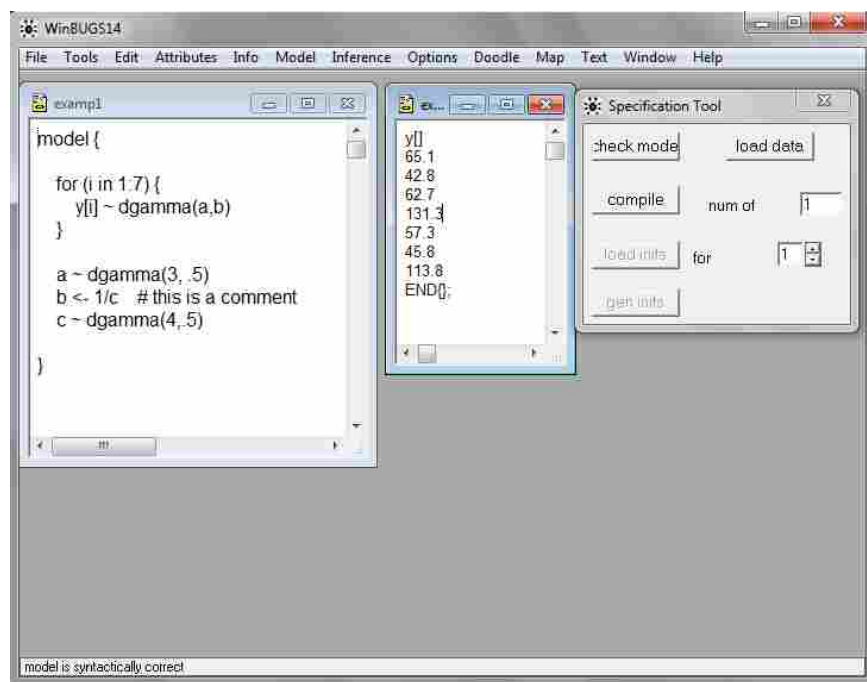 WinBUGS14
File Tools Edit Attributes Info Model Inference Options Doodle Map Text Window Help
examp1
model {
for (i in 1:7) {
y[i] ~ dgamma(a,b)
}
a ~ dgamma(3, .5)
b <- 1/c # this is a comment
c ~ dgamma(4,.5)
}
ex...
y[]
65.1
42.8
62.7
131.3
57.3
45.8
113.8
END{};
Specification Tool
check mode load data
compile num of 1
load inits for 1
gen inits
model is syntactically correct